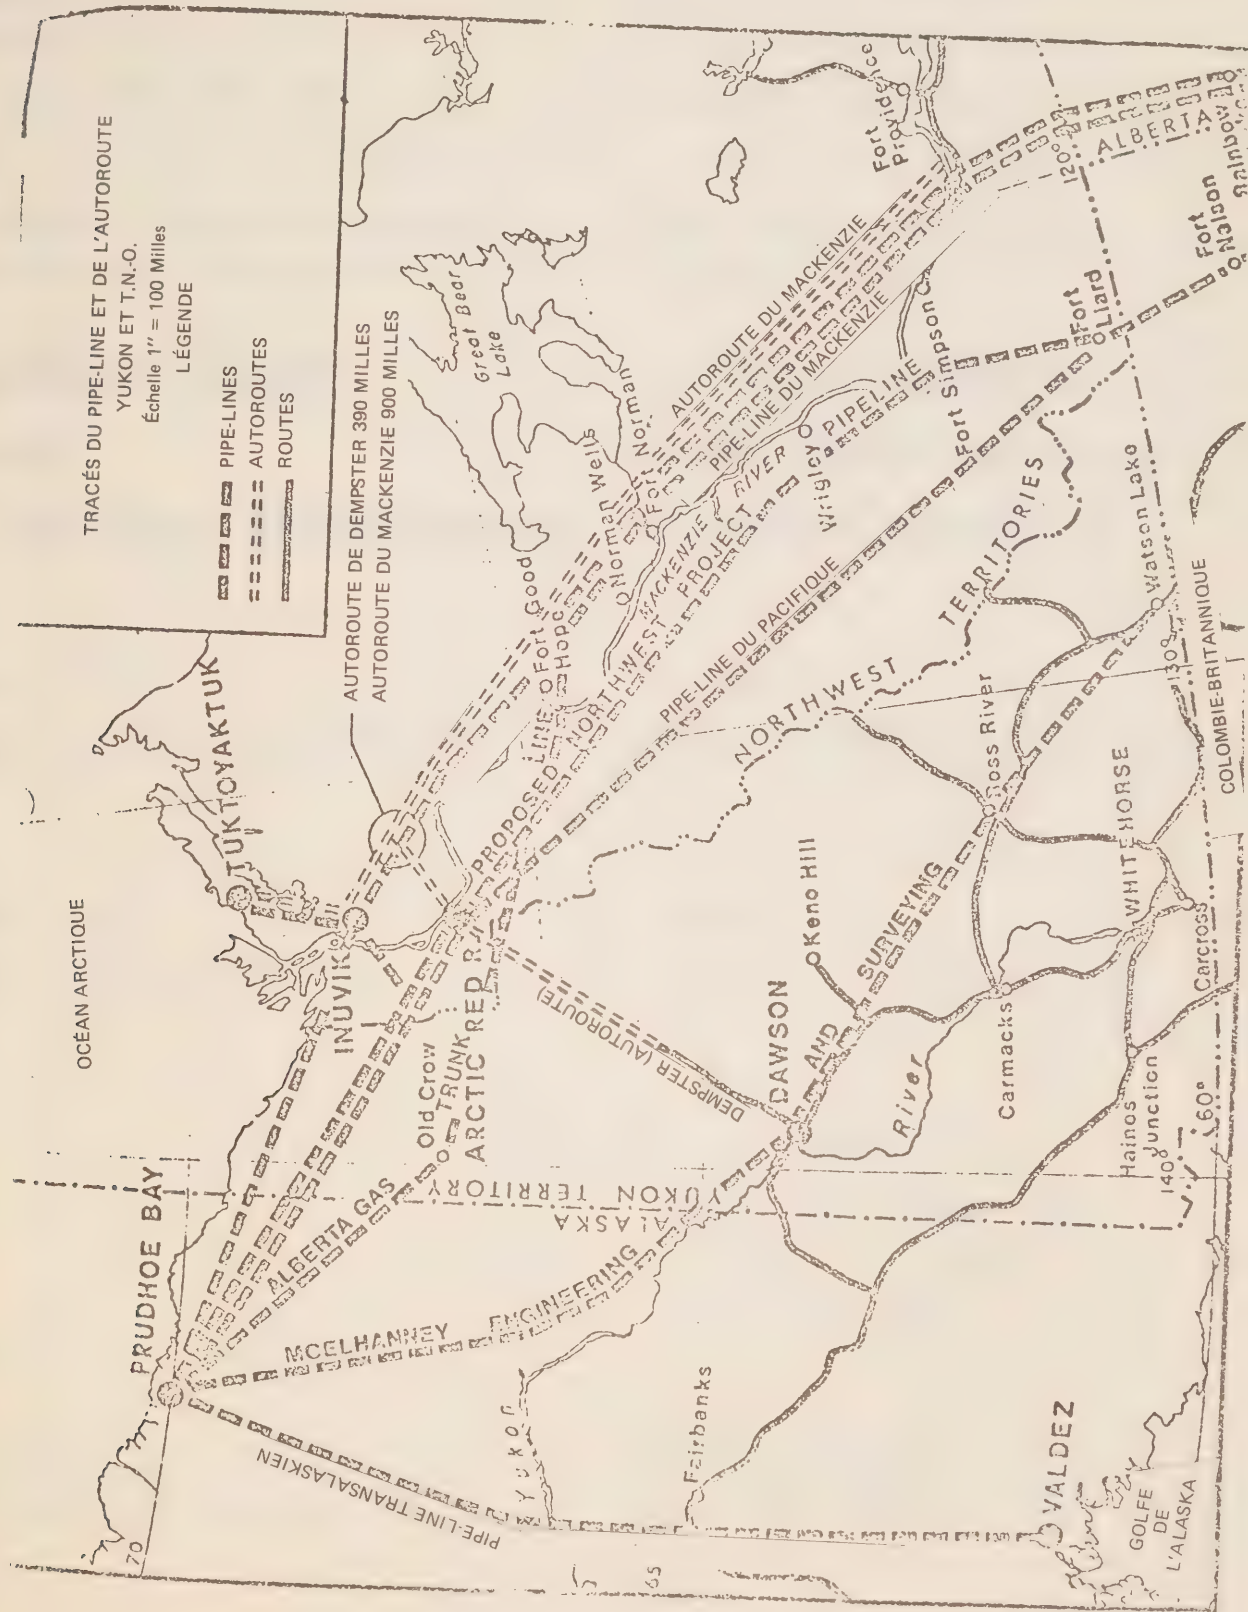 TRACÉS DU PIPE-LINE ET DE L'AUTOROUTE
YUKON ET T.N.-O.
Échelle 1" = 100 Milles
LÉGENDE
PIPE-LINES
AUTOROUTES
ROUTES
AUTOROUTE DE DEMPSTER 390 MILLES
AUTOROUTE DU MACKENZIE 900 MILLES
OCÉAN ARCTIQUE
PRUDHOE BAY
70
65
TUKTOYAKTUK
INUVIK
ARCTIC RED R
Old Crow
ALBERTA GAS
TRUNK
LINE
PROPOSED
NORTHWEST
PROJECT
PIPELINE
MCELHANNEY
ENGINEERING
AND
SURVEYING
PIPE-LINE TRANSALASKIEN
Yukon
River
Fairbanks
VALDEZ
GOLFE
DE
L'ALASKA
ALASKA
YUKON TERRITORY
DEMPSTER (AUTOROUTE)
DAWSON
Keno Hill
Carmacks
Ross River
WHITEHORSE
Carcross
Hainos
Junction
140°
60°
130°
120°
Watson Lake
COLOMBIE-BRITANNIQUE
NORTHWEST
TERRITORIES
PIPE-LINE DU PACIFIQUE
Fort Good
Hope
Norman Wells
Fort Norman
MACKENZIE
RIVER
Wrigley
Great Bear
Lake
AUTOROUTE DU MACKENZIE
PIPE-LINE DU MACKENZIE
Fort Simpson
Fort
Liard
Fort
Nelson
Fort
Providence
ALBERTA
Rainbow